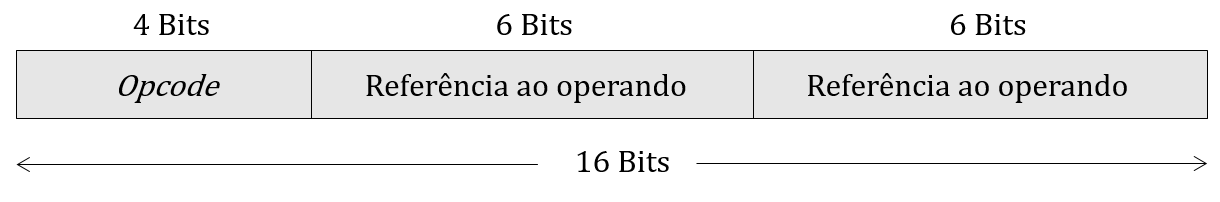 4 Bits 6 Bits 6 Bits
Opcode Referência ao operando Referência ao operando
16 Bits